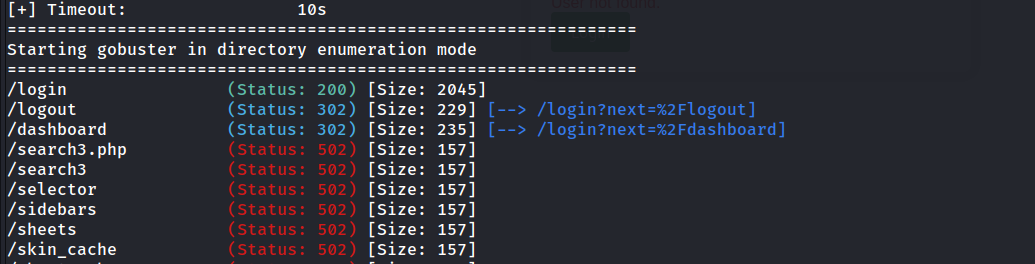 User not found.
[+] Timeout:                 10s
===============================================================
Starting gobuster in directory enumeration mode
===============================================================
/login                (Status: 200) [Size: 2045]
/logout               (Status: 302) [Size: 229] [--> /login?next=%2Flogout]
/dashboard            (Status: 302) [Size: 235] [--> /login?next=%2Fdashboard]
/search3.php          (Status: 502) [Size: 157]
/search3              (Status: 502) [Size: 157]
/selector             (Status: 502) [Size: 157]
/sidebars             (Status: 502) [Size: 157]
/sheets               (Status: 502) [Size: 157]
/skin_cache           (Status: 502) [Size: 157]